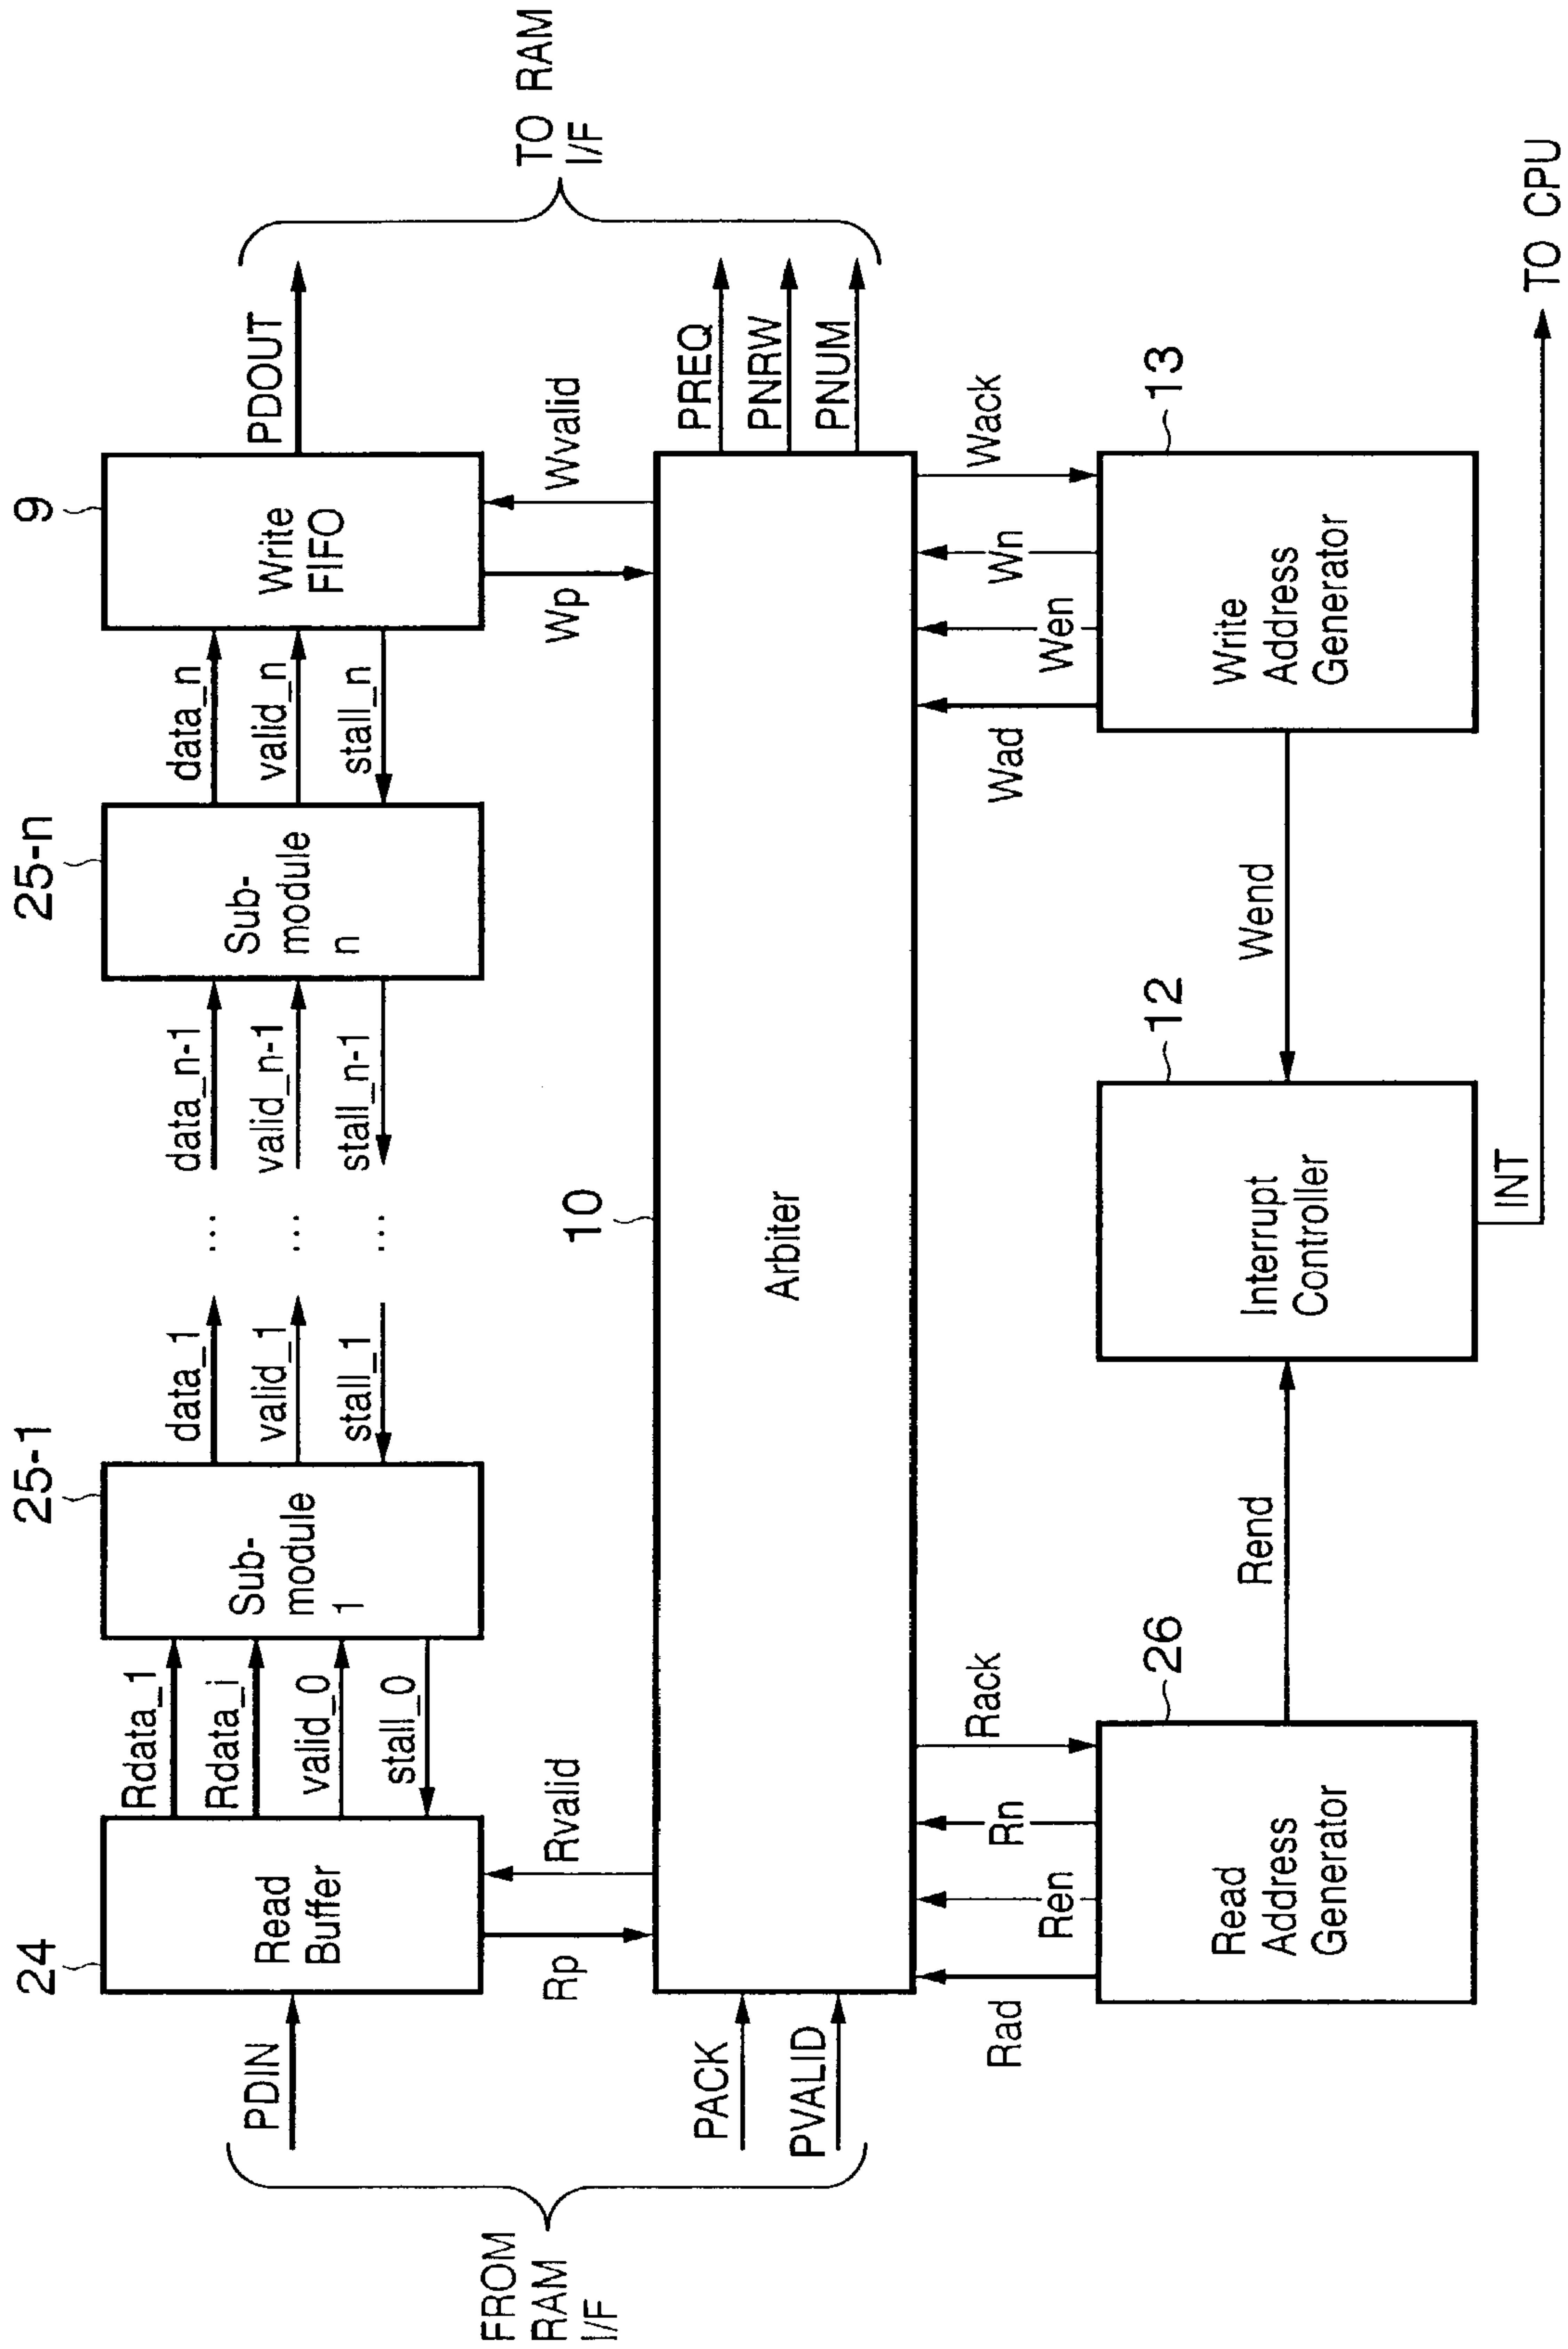 24
25-1
25-n
9
PDIN
Read
Buffer
Rdata_1
Rdata_i
valid_0
stall_0
Sub-
module
1
data_1
valid_1
stall_1
...
...
...
data_n-1
valid_n-1
stall_n-1
Sub-
module
n
data_n
valid_n
stall_n
Write
FIFO
PDOUT
FROM
RAM
I/F
TO RAM
I/F
Rp
Rvalid
10
Wp
Wvalid
PACK
PVALID
Arbiter
PREQ
PNRW
PNUM
Rad
Ren
Rn
Rack
Wad
Wen
Wn
Wack
26
12
13
Read
Address
Generator
Rend
Interrupt
Controller
Wend
Write
Address
Generator
INT
TO CPU